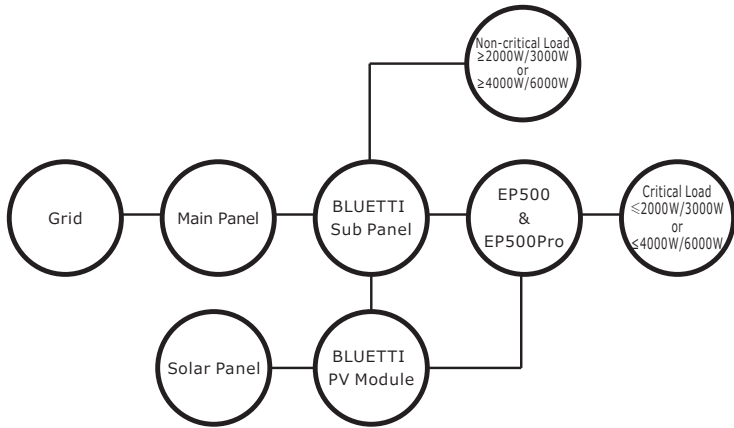 Non-critical Load
≥2000W/3000W
or
≥4000W/6000W
Grid
Main Panel
BLUETTI
Sub Panel
EP500
&
EP500Pro
Critical Load
≤2000W/3000W
or
≤4000W/6000W
Solar Panel
BLUETTI
PV Module